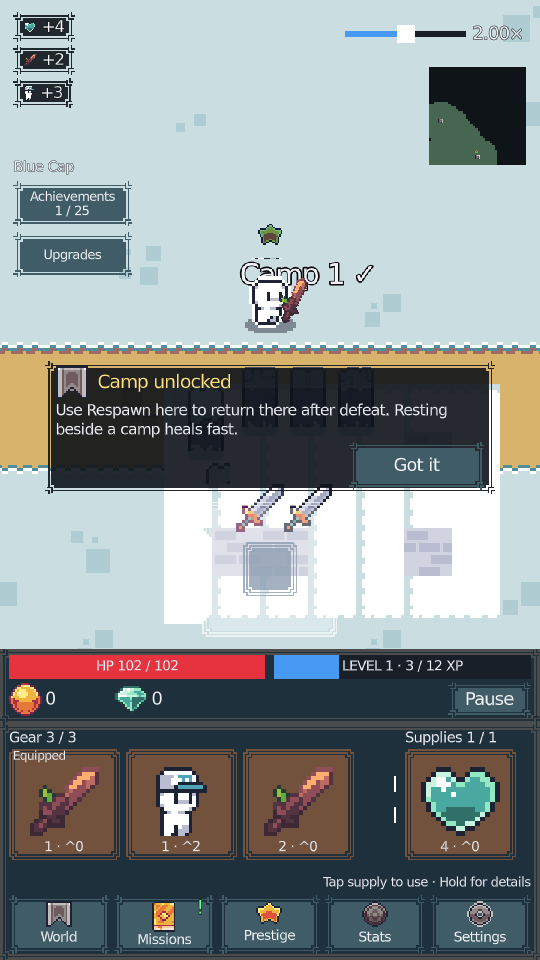 +4
+2
+3
2.00×
Blue Cap
Achievements
1 / 25
Upgrades
Camp 1 ✓
Camp unlocked
Use Respawn here to return there after defeat. Resting
beside a camp heals fast.
Got it
HP 102 / 102
LEVEL 1 · 3 / 12 XP
0
0
Pause
Gear 3 / 3
Supplies 1 / 1
Equipped
1 · ^0
1 · ^2
2 · ^0
4 · ^0
Tap supply to use · Hold for details
World
Missions
!
Prestige
Stats
Settings